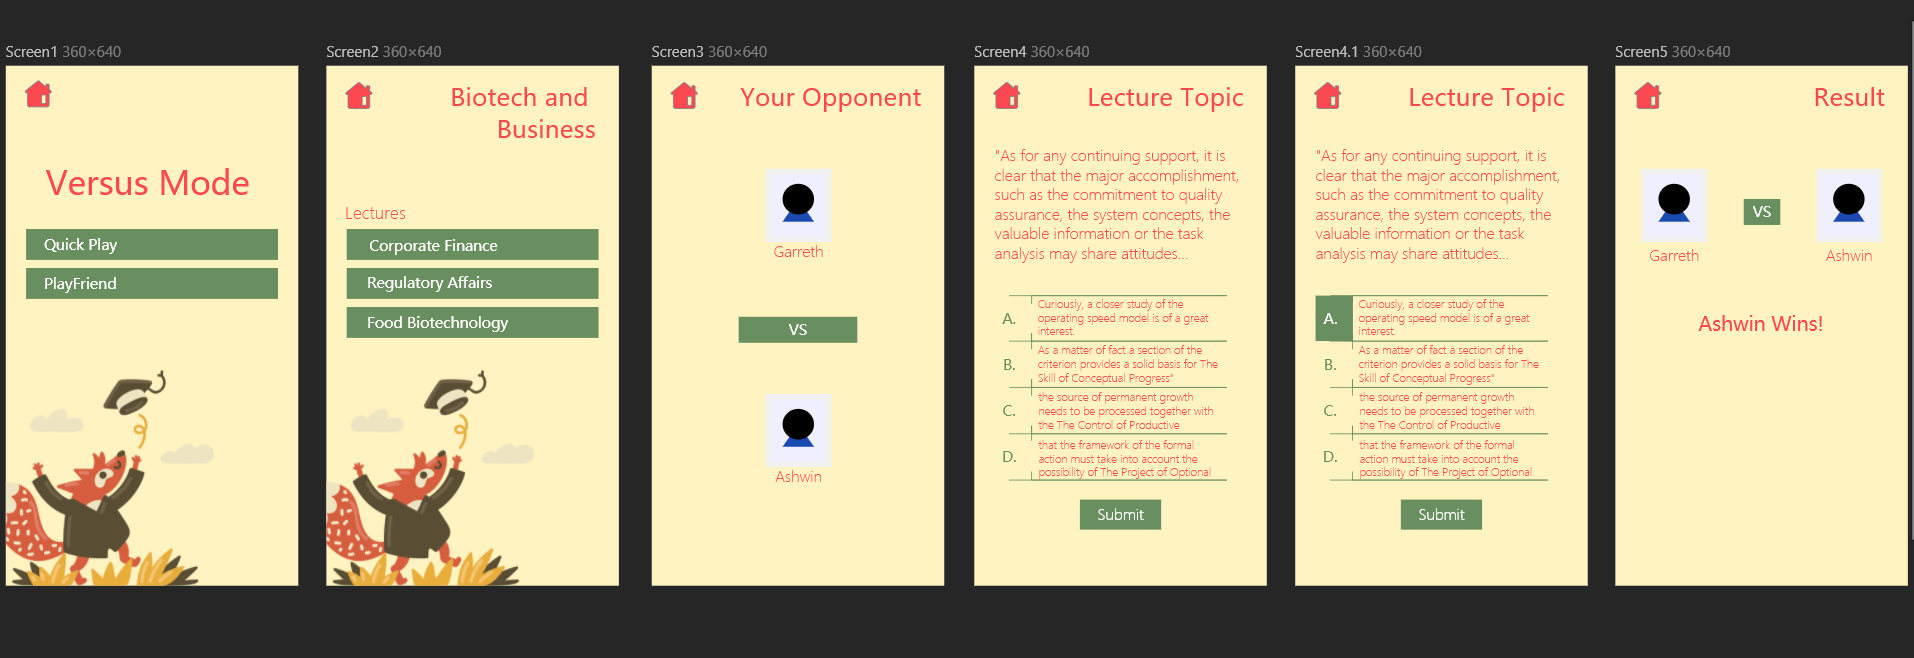 Screen1 360×640
Versus Mode
Quick Play
PlayFriend
Screen2 360×640
Biotech and
Business
Lectures
Corporate Finance
Regulatory Affairs
Food Biotechnology
Screen3 360×640
Your Opponent
Garreth
VS
Ashwin
Screen4 360×640
Lecture Topic
"As for any continuing support, it is
clear that the major accomplishment,
such as the commitment to quality
assurance, the system concepts, the
valuable information or the task
analysis may share attitudes...
A. Curiously, a closer study of the
operating speed model is of a great
interest.
B. As a matter of fact a section of the
criterion provides a solid basis for The
Skill of Conceptual Progress"
C. the source of permanent growth
needs to be processed together with
the The Control of Productive
D. that the framework of the formal
action must take into account the
possibility of The Project of Optional
Submit
Screen4.1 360×640
Lecture Topic
"As for any continuing support, it is
clear that the major accomplishment,
such as the commitment to quality
assurance, the system concepts, the
valuable information or the task
analysis may share attitudes...
A. Curiously, a closer study of the
operating speed model is of a great
interest.
B. As a matter of fact a section of the
criterion provides a solid basis for The
Skill of Conceptual Progress"
C. the source of permanent growth
needs to be processed together with
the The Control of Productive
D. that the framework of the formal
action must take into account the
possibility of The Project of Optional
Submit
Screen5 360×640
Result
VS
Garreth
Ashwin
Ashwin Wins!